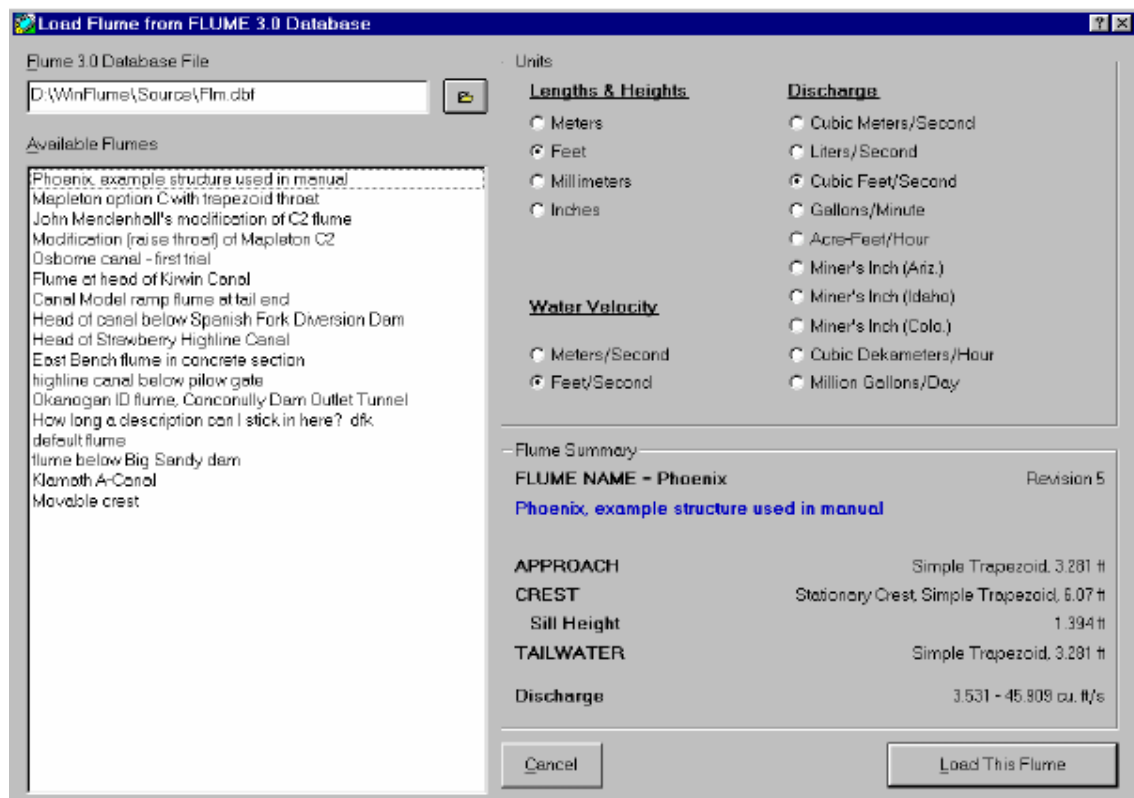 Load Flume from FLUME 3.0 Database
Flume 3.0 Database File
D:\WinFlume\Source\Flm.dbf
Available Flumes
Phoenix, example structure used in manual
Mapleton option C with trapezoid throat
John Mendenhall's modification of C2 flume
Modification (raise throat) of Mapleton C2
Osborne canal - first trial
Flume at head of Kirwin Canal
Canal Model ramp flume at tail end
Head of canal below Spanish Fork Diversion Dam
Head of Strawberry Highline Canal
East Bench flume in concrete section
highline canal below pilow gate
Okanogan ID flume, Conconully Dam Outlet Tunnel
How long a description can I stick in here? dfk
default flume
flume below Big Sandy dam
Klamath A-Canal
Movable crest
Units
Lengths & Heights
Meters
Feet
Millimeters
Inches
Water Velocity
Meters/Second
Feet/Second
Discharge
Cubic Meters/Second
Liters/Second
Cubic Feet/Second
Gallons/Minute
Acre-Feet/Hour
Miner's Inch (Ariz.)
Miner's Inch (Idaho)
Miner's Inch (Colo.)
Cubic Dekameters/Hour
Million Gallons/Day
Flume Summary
FLUME NAME - Phoenix Revision 5
Phoenix, example structure used in manual
APPROACH Simple Trapezoid, 3.281 ft
CREST Stationary Crest, Simple Trapezoid, 6.07 ft
Sill Height 1.394 ft
TAILWATER Simple Trapezoid, 3.281 ft
Discharge 3.531 - 45.909 cu. ft/s
Cancel
Load This Flume